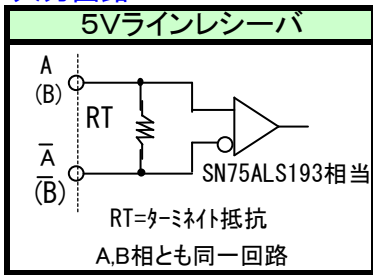 5Vラインレシーバ
A
(B)
RT
A̅
(B̅)
SN75ALS193相当
RT=ターミネイト抵抗
A,B相とも同一回路